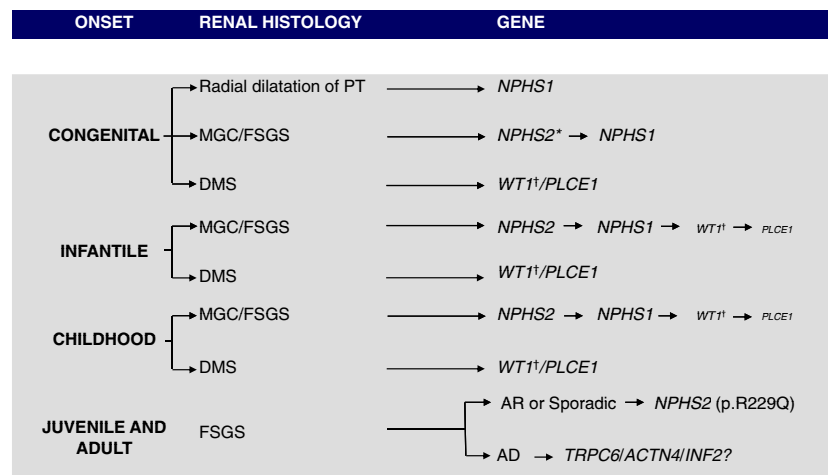 ONSET RENAL HISTOLOGY GENE
Radial dilatation of PT → NPHS1
CONGENITAL MGC/FSGS → NPHS2* → NPHS1
DMS → WT1†/PLCE1
MGC/FSGS → NPHS2 → NPHS1 → WT1† → PLCE1
INFANTILE
DMS → WT1†/PLCE1
MGC/FSGS → NPHS2 → NPHS1 → WT1† → PLCE1
CHILDHOOD
DMS → WT1†/PLCE1
AR or Sporadic → NPHS2 (p.R229Q)
JUVENILE AND
ADULT
FSGS
AD → TRPC6/ACTN4/INF2?